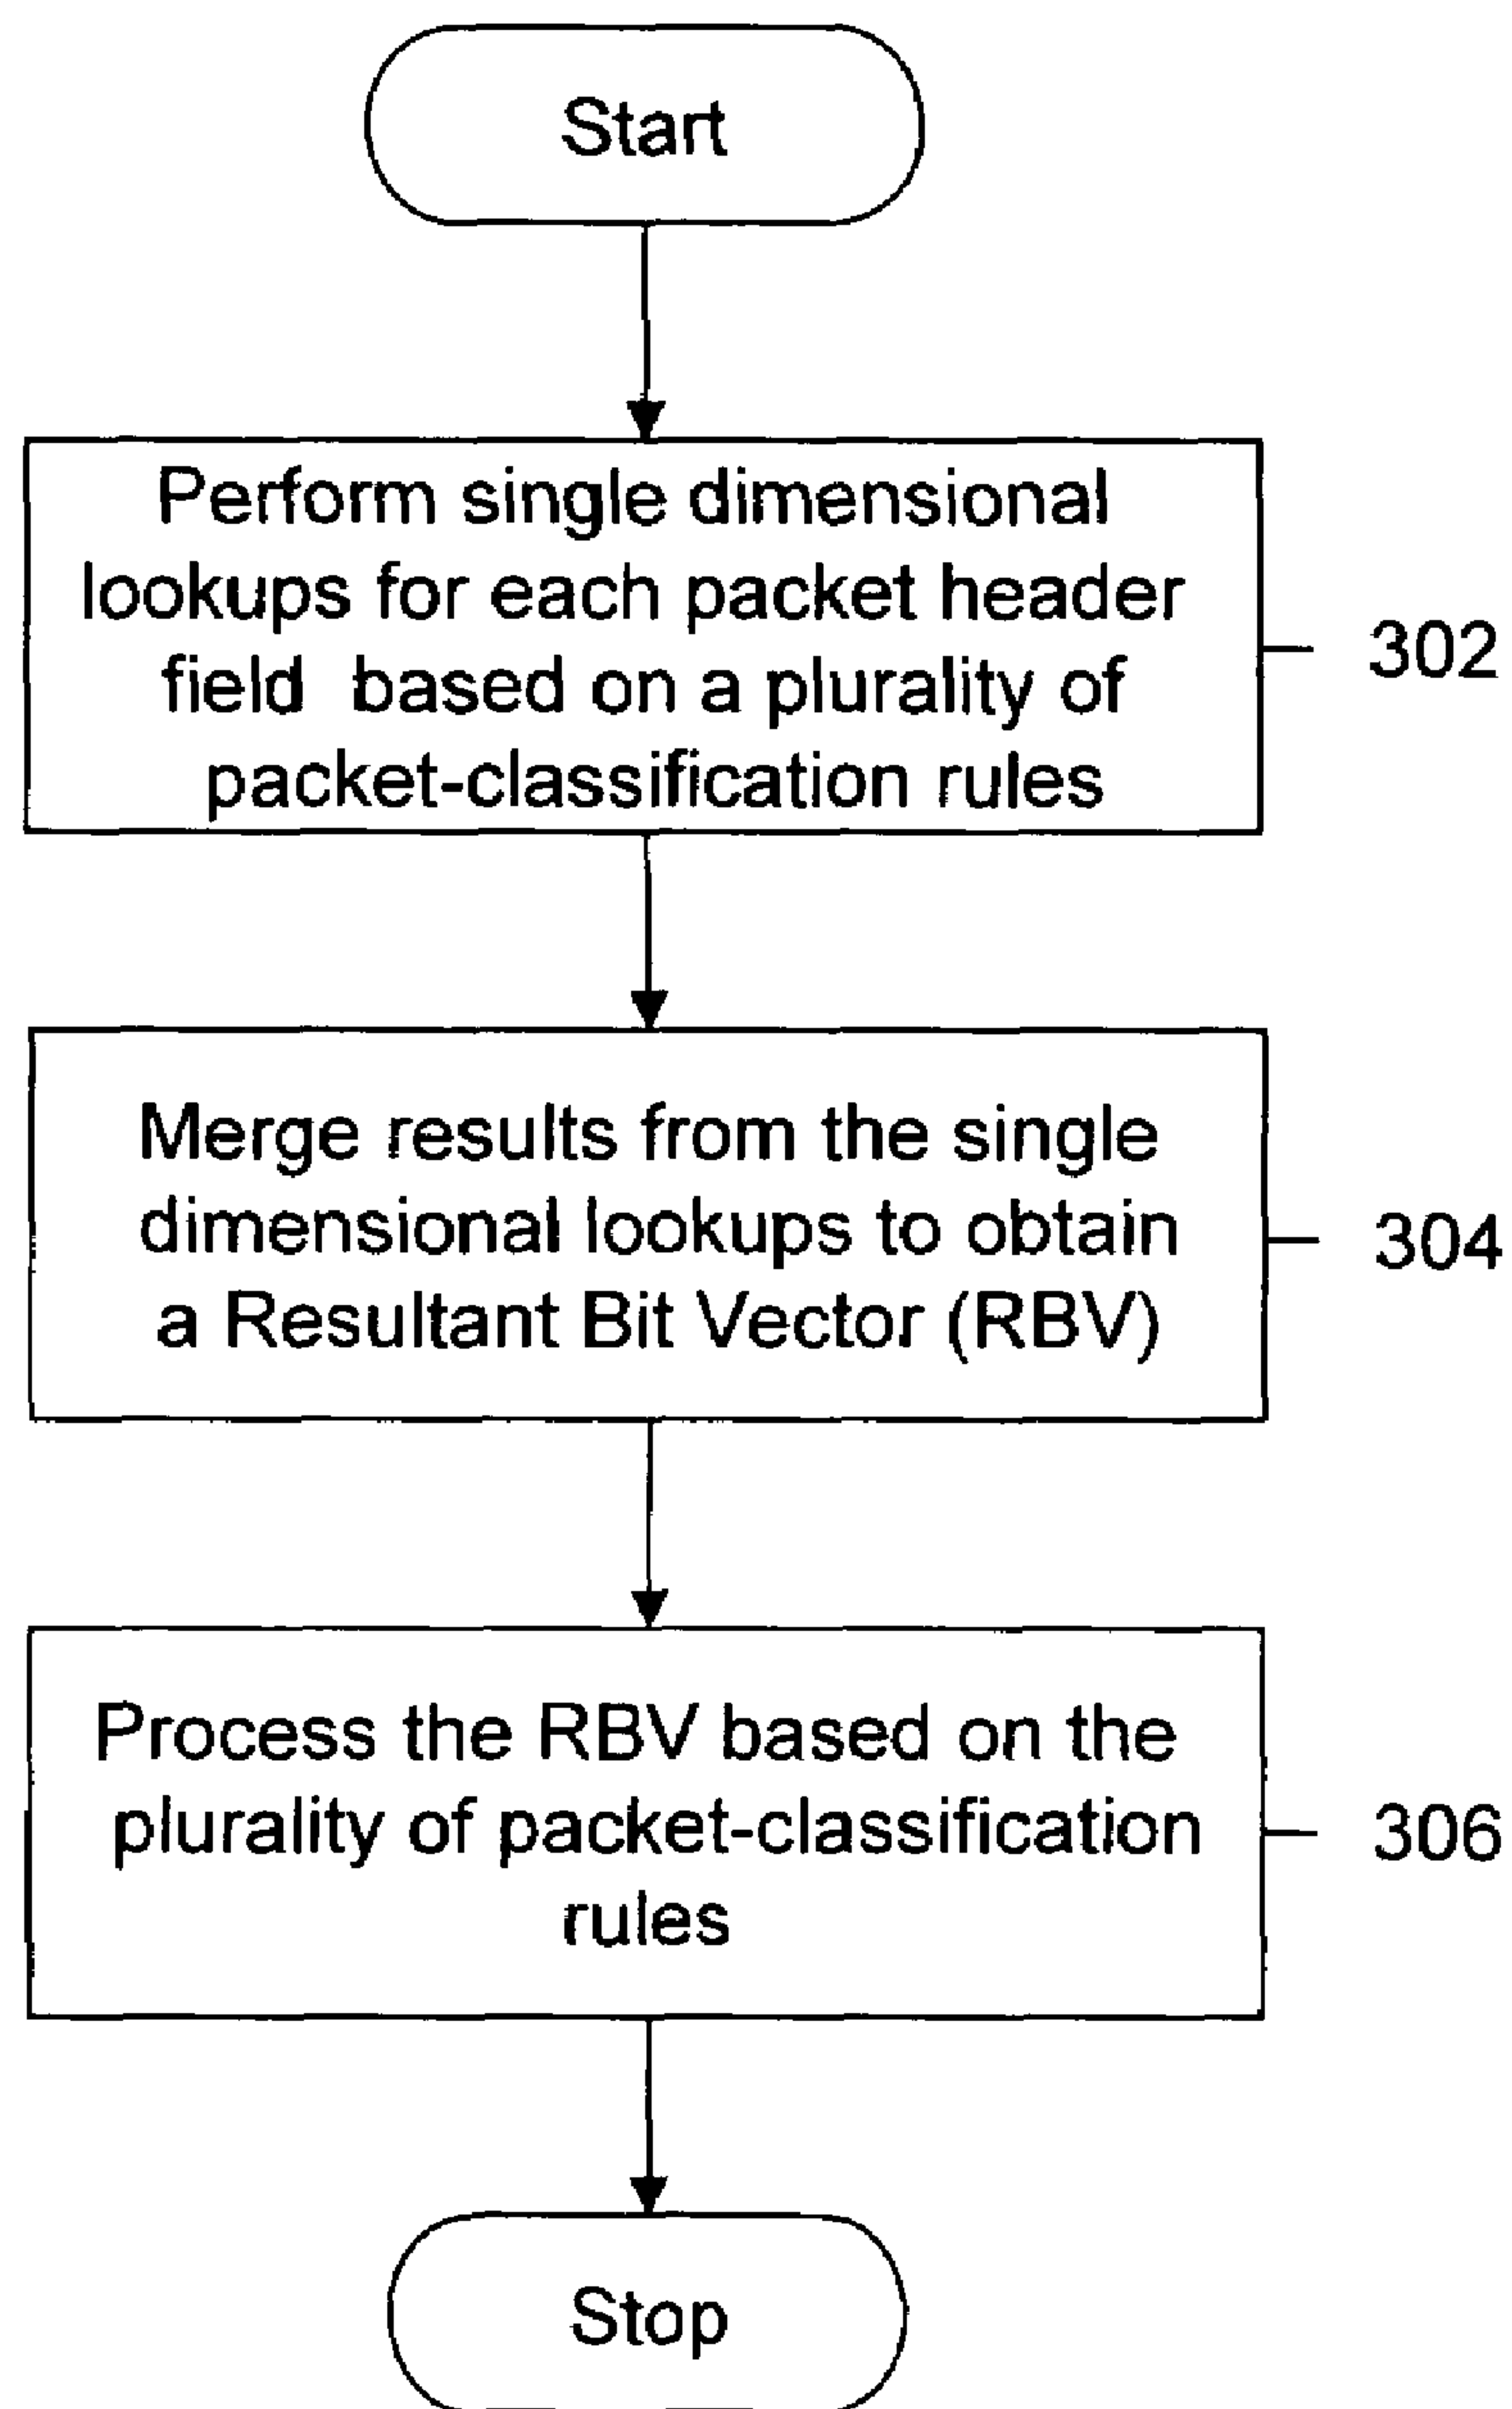 Start
Perform single dimensional
lookups for each packet header
field based on a plurality of
packet-classification rules
302
Merge results from the single
dimensional lookups to obtain
a Resultant Bit Vector (RBV)
304
Process the RBV based on the
plurality of packet-classification
rules
306
Stop